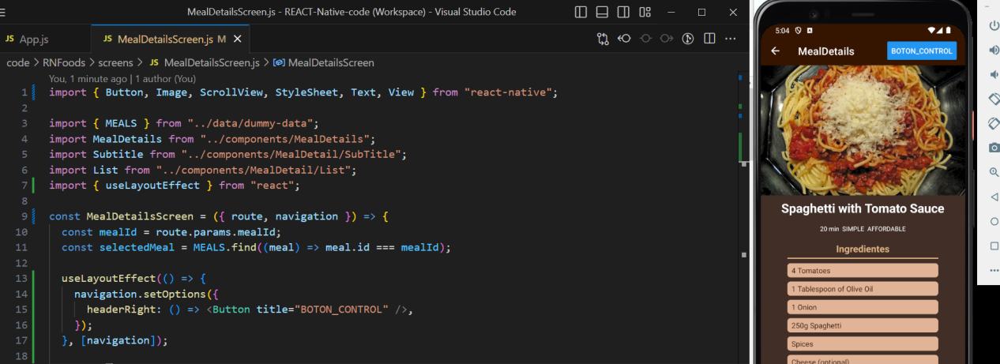 MealDetailsScreen.js - REACT-Native-code (Workspace) - Visual Studio Code
JS App.js
JS MealDetailsScreen.js M
code > RNFoods > screens > JS MealDetailsScreen.js > MealDetailsScreen
You, 1 minute ago | 1 author (You)
1 import { Button, Image, ScrollView, StyleSheet, Text, View } from "react-native";
2
3 import { MEALS } from "../data/dummy-data";
4 import MealDetails from "../components/MealDetails";
5 import Subtitle from "../components/MealDetail/SubTitle";
6 import List from "../components/MealDetail/List";
7 import { useLayoutEffect } from "react";
8
9 const MealDetailsScreen = ({ route, navigation }) => {
10 const mealId = route.params.mealId;
11 const selectedMeal = MEALS.find((meal) => meal.id === mealId);
12
13 useLayoutEffect(() => {
14 navigation.setOptions({
15 headerRight: () => <Button title="BOTON_CONTROL" />,
16 });
17 }, [navigation]);
18
5:04
MealDetails
BOTON_CONTROL
Spaghetti with Tomato Sauce
20 min SIMPLE AFFORDABLE
Ingredientes
4 Tomatoes
1 Tablespoon of Olive Oil
1 Onion
250g Spaghetti
Spices
Cheese (optional)